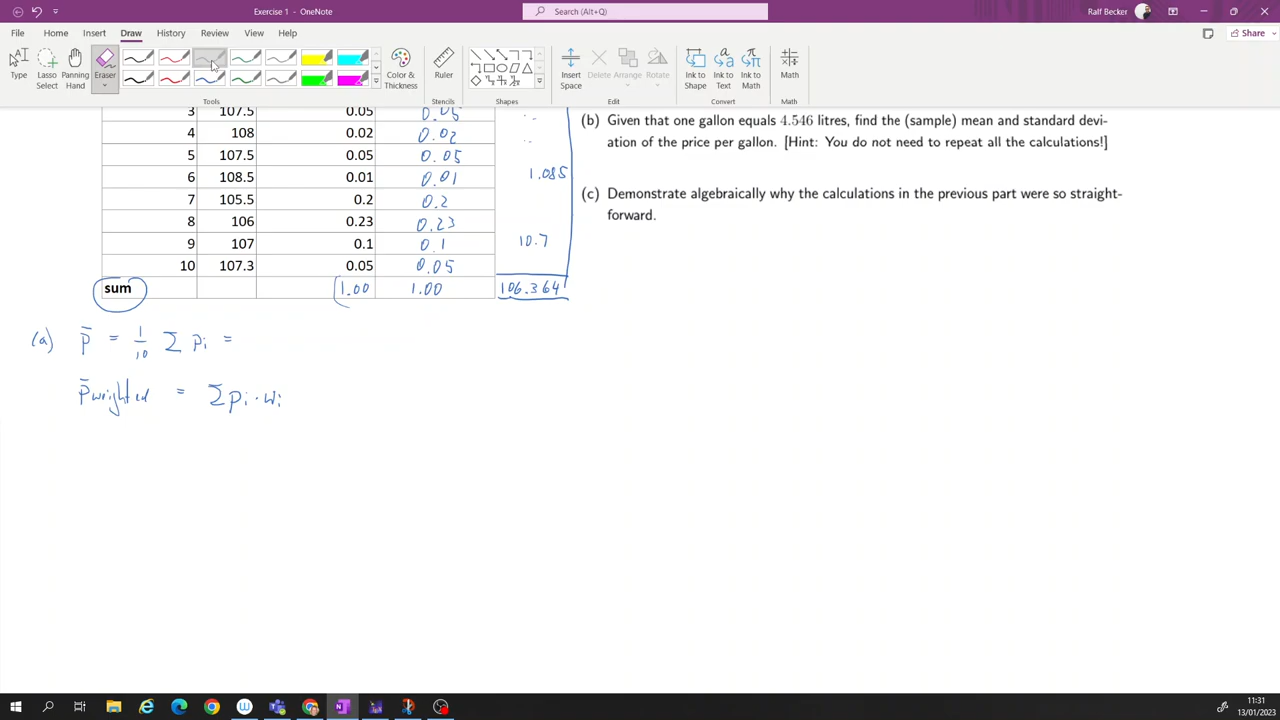 Exercise 1 - OneNote
Search (Alt+Q)
Ralf Becker
File Home Insert Draw History Review View Help
Share
Type
Lasso Select
Panning Hand
Eraser
Color & Thickness
Ruler
Insert Space
Delete
Arrange
Rotate
Ink to Shape
Ink to Text
Ink to Math
Math
Tools
Stencils
Shapes
Edit
Convert
Math
3 107.5 0.05 0.05
4 108 0.02 0.02
5 107.5 0.05 0.05
6 108.5 0.01 0.01 1.085
7 105.5 0.2 0.2
8 106 0.23 0.23
9 107 0.1 0.1 10.7
10 107.3 0.05 0.05
sum 1.00 1.00 106.364
(a) p̄ = 1/10 Σ pi =
p̄ weighted = Σ pi · wi
(b) Given that one gallon equals 4.546 litres, find the (sample) mean and standard devi-
ation of the price per gallon. [Hint: You do not need to repeat all the calculations!]
(c) Demonstrate algebraically why the calculations in the previous part were so straight-
forward.
11:31
13/01/2023